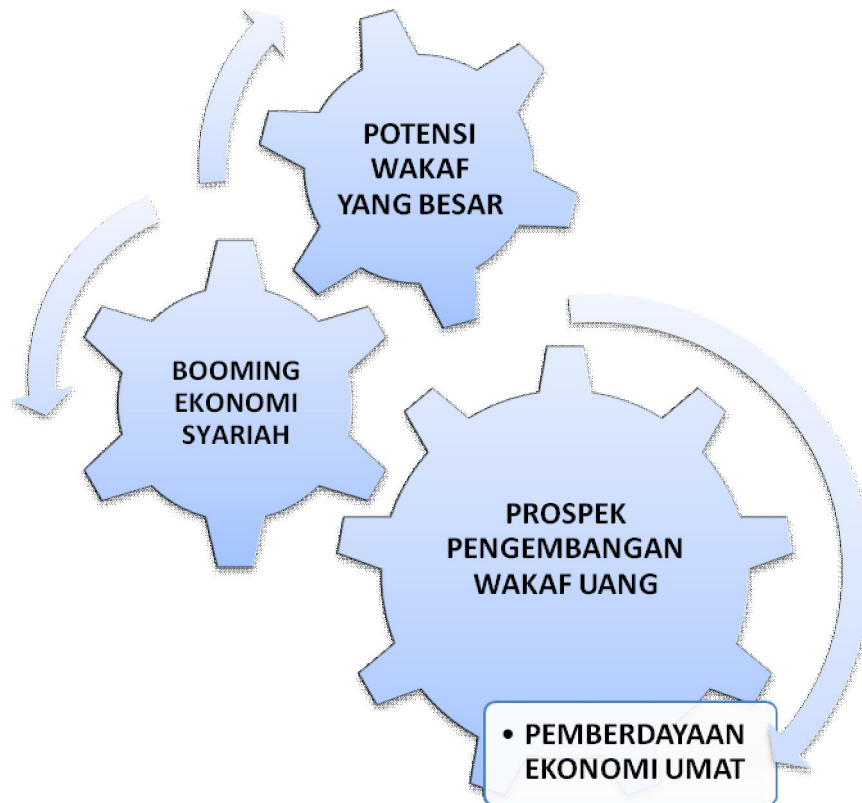 POTENSI
WAKAF
YANG BESAR
BOOMING
EKONOMI
SYARIAH
PROSPEK
PENGEMBANGAN
WAKAF UANG
• PEMBERDAYAAN
EKONOMI UMAT